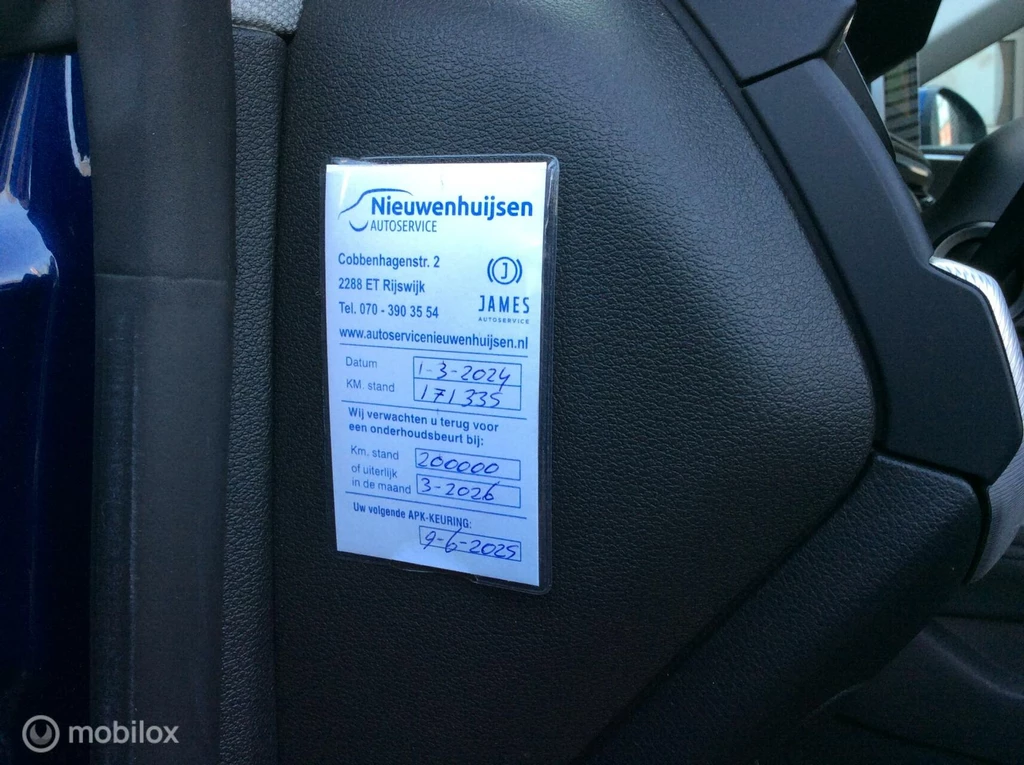 Nieuwenhuijsen
AUTOSERVICE
Cobbenhagenstr. 2
2288 ET Rijswijk
Tel. 070 - 390 35 54
J
JAMES
AUTOSERVICE
www.autoservicenieuwenhuijsen.nl
Datum 1-3-2024
KM. stand 171335
Wij verwachten u terug voor
een onderhoudsbeurt bij:
Km. stand 200000
of uiterlijk
in de maand 3-2026
Uw volgende APK-KEURING:
9-6-2025
mobilox